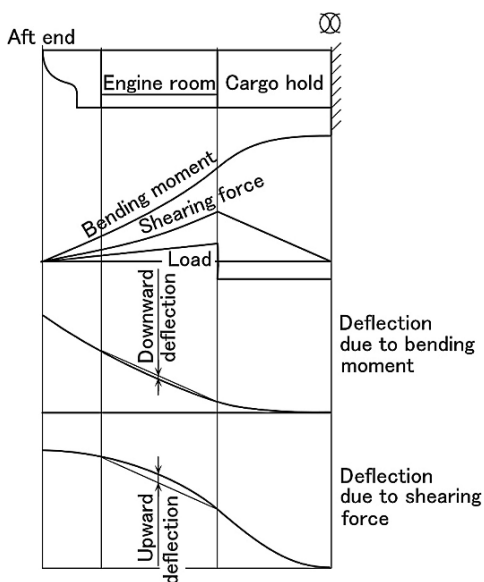 Aft end
Engine room
Cargo hold
Bending moment
Shearing force
Load
Downward
deflection
Deflection
due to bending
moment
Upward
deflection
Deflection
due to shearing
force